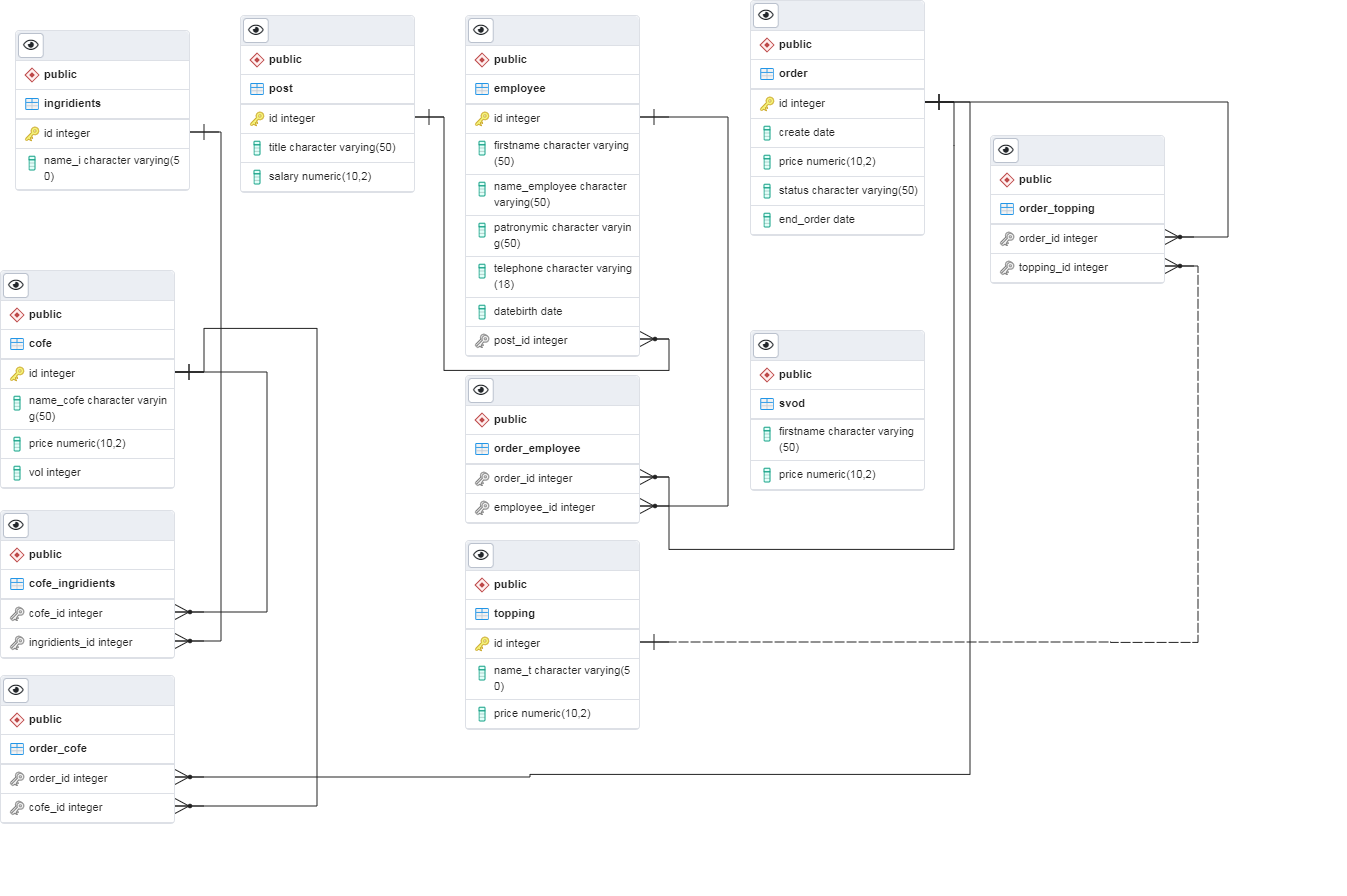 public
ingridients
id integer
name_i character varying(5
0)
public
post
id integer
title character varying(50)
salary numeric(10,2)
public
employee
id integer
firstname character varying
(50)
name_employee character
varying(50)
patronymic character varyin
g(50)
telephone character varying
(18)
datebirth date
post_id integer
public
order
id integer
create date
price numeric(10,2)
status character varying(50)
end_order date
public
order_topping
order_id integer
topping_id integer
public
cofe
id integer
name_cofe character varyin
g(50)
price numeric(10,2)
vol integer
public
svod
firstname character varying
(50)
price numeric(10,2)
public
order_employee
order_id integer
employee_id integer
public
cofe_ingridients
cofe_id integer
ingridients_id integer
public
topping
id integer
name_t character varying(5
0)
price numeric(10,2)
public
order_cofe
order_id integer
cofe_id integer